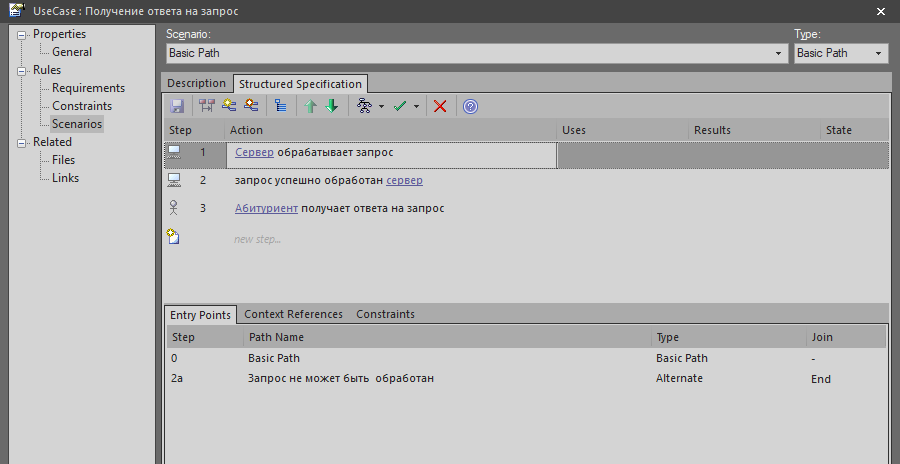 UseCase : Получение ответа на запрос
Properties
General
Rules
Requirements
Constraints
Scenarios
Related
Files
Links
Scenario: Type:
Basic Path Basic Path
Description Structured Specification
Step Action Uses Results State
1 Сервер обрабатывает запрос
2 запрос успешно обработан сервер
3 Абитуриент получает ответа на запрос
new step...
Entry Points Context References Constraints
Step Path Name Type Join
0 Basic Path Basic Path -
2a Запрос не может быть обработан Alternate End